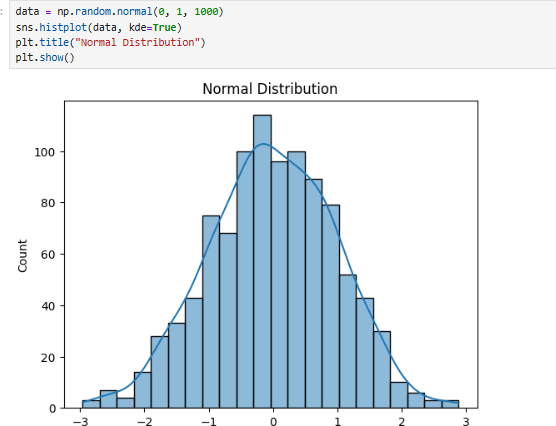 :
data = np.random.normal(0, 1, 1000)
sns.histplot(data, kde=True)
plt.title("Normal Distribution")
plt.show()
Normal Distribution
100
80
60
40
20
0
Count
−3 −2 −1 0 1 2 3